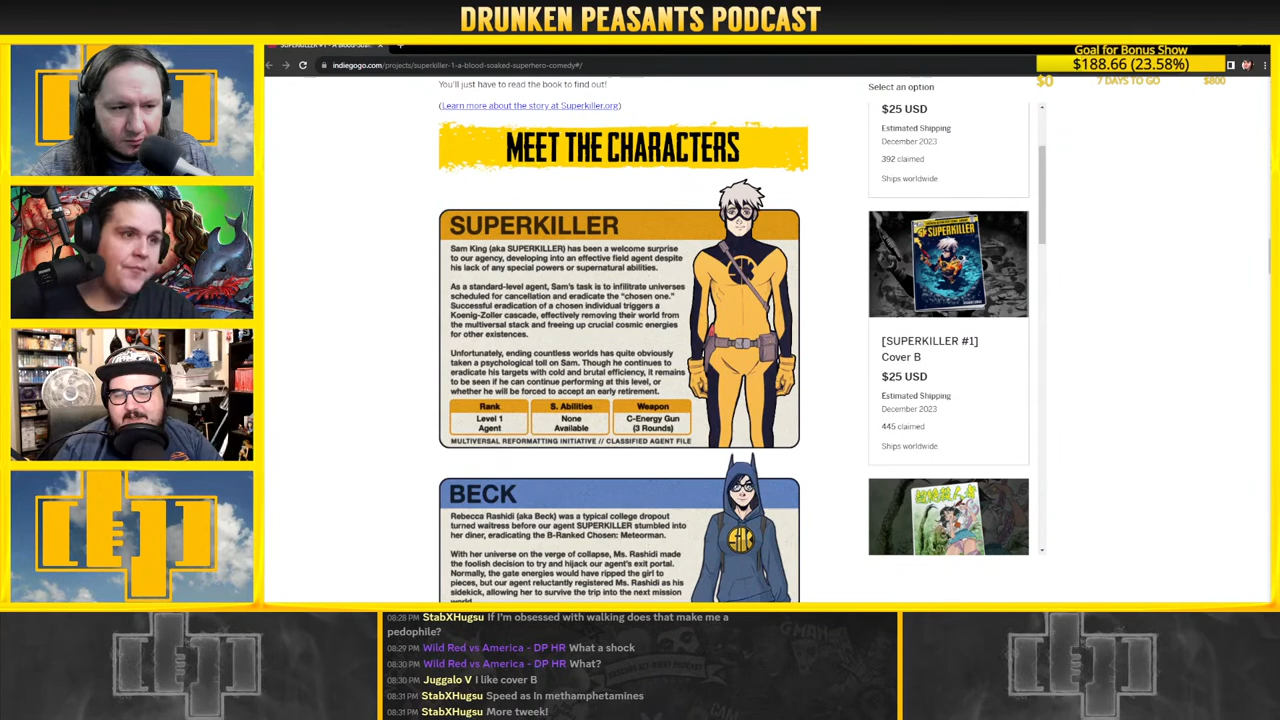 DRUNKEN PEASANTS PODCAST
SUPERKILLER #1 - A BLOOD-SOA
indiegogo.com/projects/superkiller-1-a-blood-soaked-superhero-comedy#/
Goal for Bonus Show
$188.66 (23.58%)
$0
7 DAYS TO GO
$800
You'll just have to read the book to find out!
(Learn more about the story at Superkiller.org)
MEET THE CHARACTERS
SUPERKILLER
Sam King (aka SUPERKILLER) has been a welcome surprise
to our agency, developing into an effective field agent despite
his lack of any special powers or supernatural abilities.
As a standard-level agent, Sam's task is to infiltrate universes
scheduled for cancellation and eradicate the "chosen one."
Successful eradication of a chosen individual triggers a
Koenig-Zoller cascade, effectively removing their world from
the multiversal stack and freeing up crucial cosmic energies
for other existences.
Unfortunately, ending countless worlds has quite obviously
taken a psychological toll on Sam. Though he continues to
eradicate his targets with cold and brutal efficiency, it remains
to be seen if he can continue performing at this level, or
whether he will be forced to accept an early retirement.
Rank
Level 1
Agent
S. Abilities
None
Available
Weapon
C-Energy Gun
(3 Rounds)
MULTIVERSAL REFORMATTING INITIATIVE // CLASSIFIED AGENT FILE
BECK
Rebecca Rashidi (aka Beck) was a typical college dropout
turned waitress before our agent SUPERKILLER stumbled into
her diner, eradicating the B-Ranked Chosen: Meteorman.
With her universe on the verge of collapse, Ms. Rashidi made
the foolish decision to try and hijack our agent's exit portal.
Normally, the gate energies would have ripped the girl to
pieces, but our agent reluctantly registered Ms. Rashidi as his
sidekick, allowing her to survive the trip into the next mission
world.
Select an option
$25 USD
Estimated Shipping
December 2023
392 claimed
Ships worldwide
SUPERKILLER
[SUPERKILLER #1]
Cover B
$25 USD
Estimated Shipping
December 2023
445 claimed
Ships worldwide
08:28 PM StabXHugsu If I'm obsessed with walking does that make me a
pedophile?
08:29 PM Wild Red vs America - DP HR What a shock
08:30 PM Wild Red vs America - DP HR What?
08:30 PM Juggalo V I like cover B
08:31 PM StabXHugsu Speed as In methamphetamines
08:31 PM StabXHugsu More tweek!